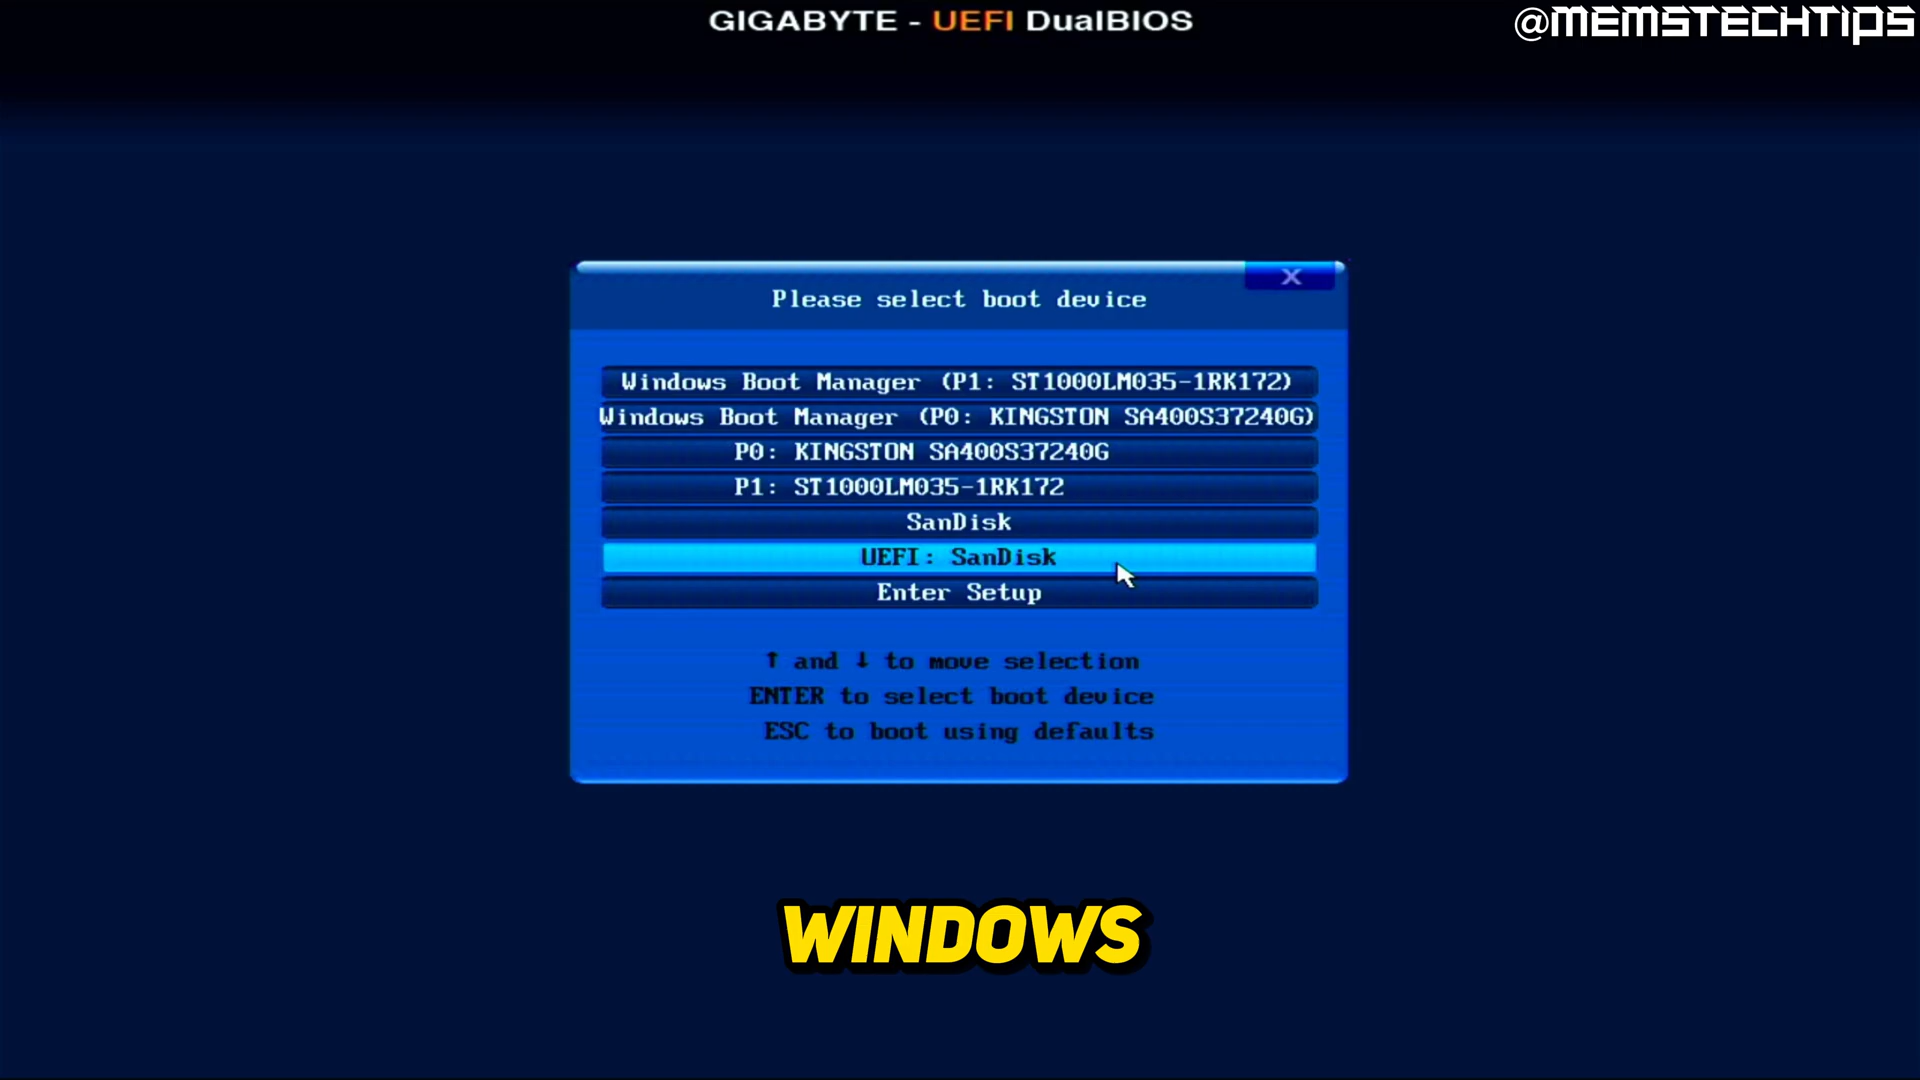 GIGABYTE - UEFI DualBIOS
@MEMSTECHTIPS
X
Please select boot device
Windows Boot Manager (P1: ST1000LM035-1RK172)
Windows Boot Manager (P0: KINGSTON SA400S37240G)
P0: KINGSTON SA400S37240G
P1: ST1000LM035-1RK172
SanDisk
UEFI: SanDisk
Enter Setup
↑ and ↓ to move selection
ENTER to select boot device
ESC to boot using defaults
WINDOWS